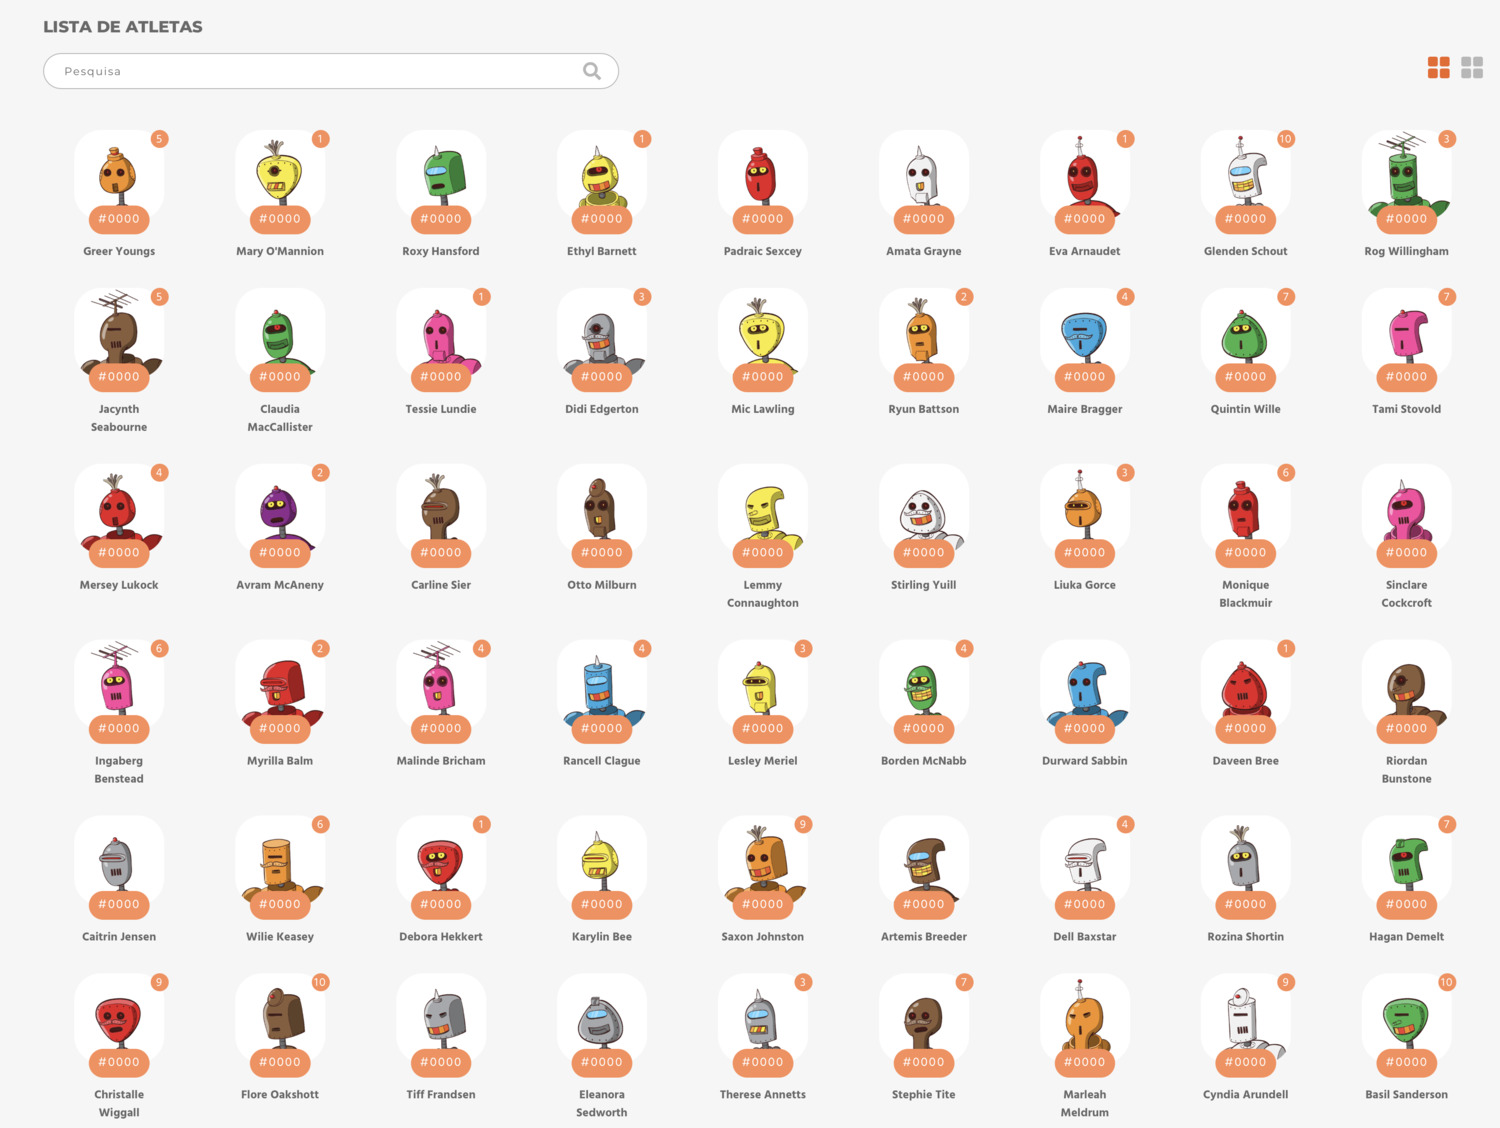 LISTA DE ATLETAS
Pesquisa
5 1 1 1 10 3
#0000 #0000 #0000 #0000 #0000 #0000 #0000 #0000 #0000
Greer Youngs Mary O'Mannion Roxy Hansford Ethyl Barnett Padraic Sexcey Amata Grayne Eva Arnaudet Glenden Schout Rog Willingham
5 1 3 2 4 7 7
#0000 #0000 #0000 #0000 #0000 #0000 #0000 #0000 #0000
Jacynth Claudia Tessie Lundie Didi Edgerton Mic Lawling Ryun Battson Maire Bragger Quintin Wille Tami Stovold
Seabourne MacCallister
4 2 3 6
#0000 #0000 #0000 #0000 #0000 #0000 #0000 #0000 #0000
Mersey Lukock Avram McAneny Carline Sier Otto Milburn Lemmy Stirling Yuill Liuka Gorce Monique Sinclare
Connaughton Blackmuir Cockcroft
6 2 4 4 3 4 1
#0000 #0000 #0000 #0000 #0000 #0000 #0000 #0000 #0000
Ingaberg Myrilla Balm Malinde Bricham Rancell Clague Lesley Meriel Borden McNabb Durward Sabbin Daveen Bree Riordan
Benstead Bunstone
6 1 9 4 7
#0000 #0000 #0000 #0000 #0000 #0000 #0000 #0000 #0000
Caitrin Jensen Wilie Keasey Debora Hekkert Karylin Bee Saxon Johnston Artemis Breeder Dell Baxstar Rozina Shortin Hagan Demelt
9 10 3 7 9 10
#0000 #0000 #0000 #0000 #0000 #0000 #0000 #0000 #0000
Christalle Flore Oakshott Tiff Frandsen Eleanora Therese Annetts Stephie Tite Marleah Cyndia Arundell Basil Sanderson
Wiggall Sedworth Meldrum